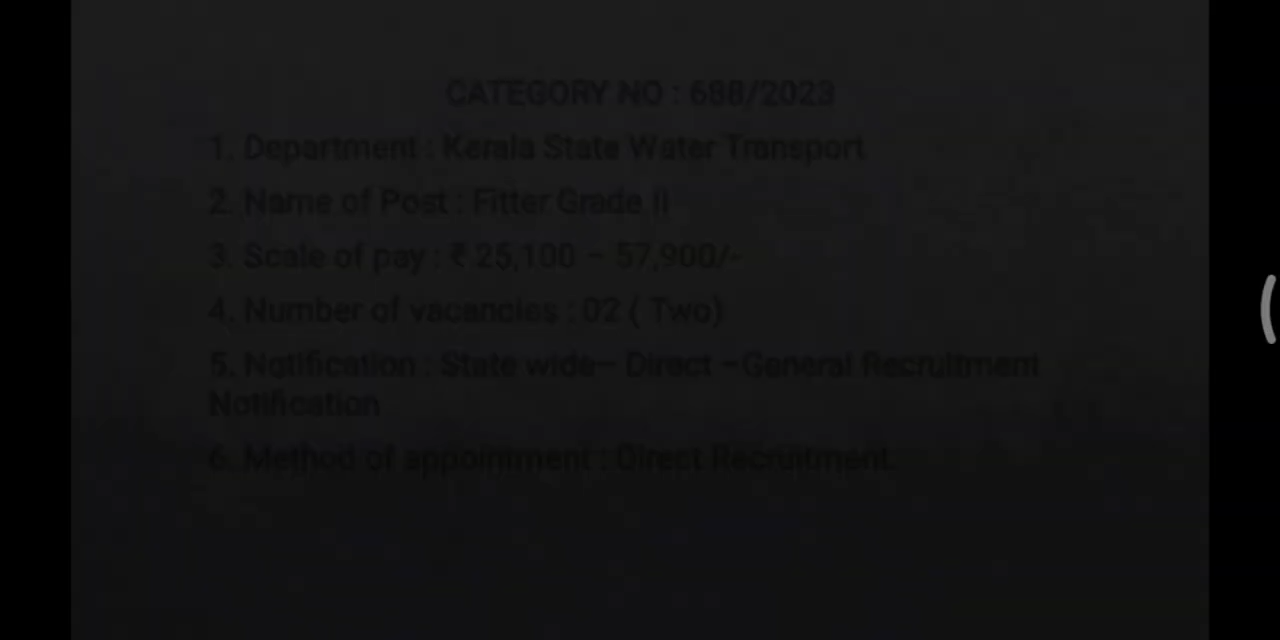 CATEGORY NO : 688/2023
1. Department : Kerala State Water Transport
2. Name of Post : Fitter Grade II
3. Scale of pay : ₹ 25,100 – 57,900/-
4. Number of vacancies : 02 ( Two)
5. Notification : State wide– Direct –General Recruitment
Notification
6. Method of appointment : Direct Recruitment.